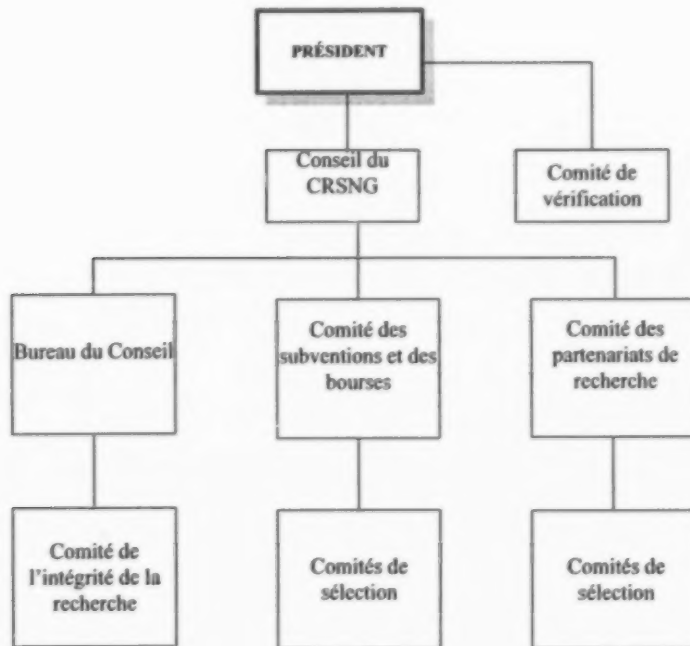 PRÉSIDENT
Conseil du
CRSNG
Comité de
vérification
Bureau du Conseil
Comité des
subventions et des
bourses
Comité des
partenariats de
recherche
Comité de
l'intégrité de la
recherche
Comités de
sélection
Comités de
sélection